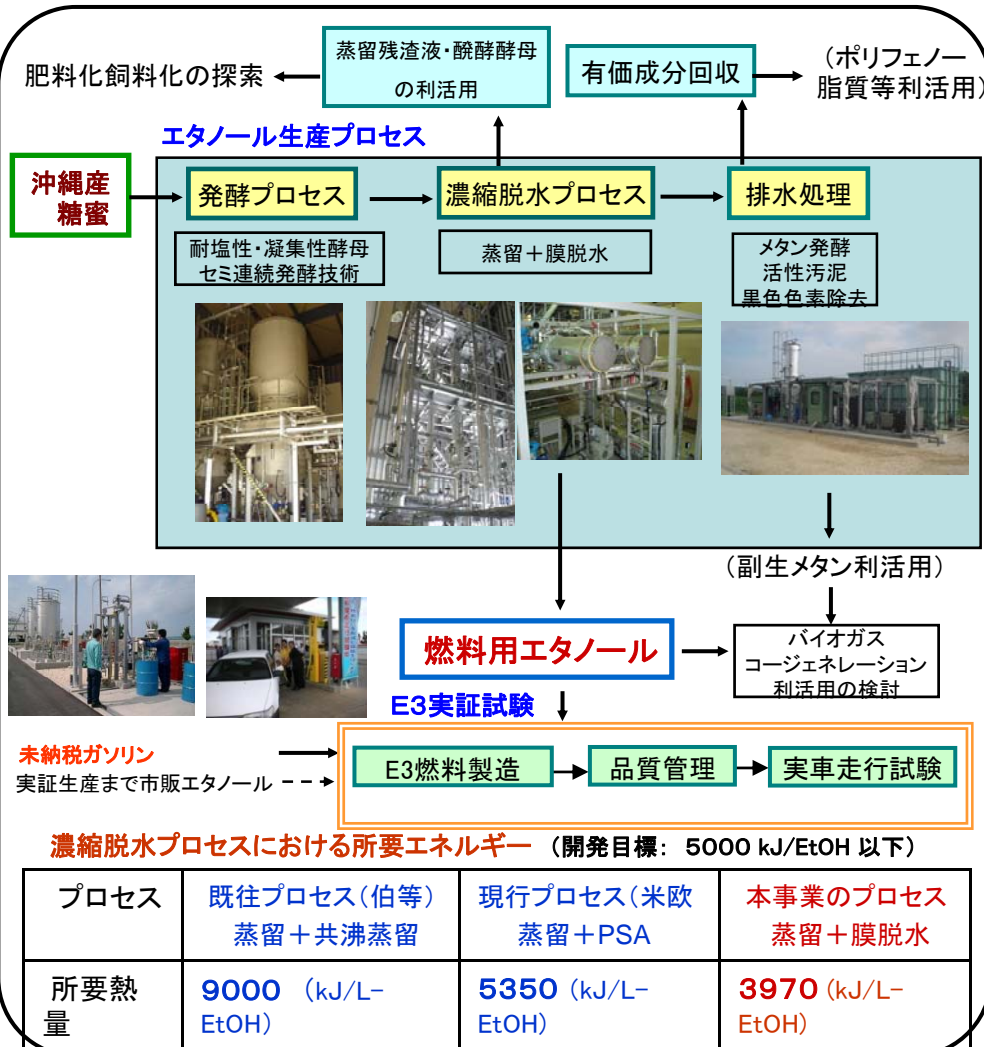 蒸留残渣液・醗酵酵母
の利活用
有価成分回収
(ポリフェノー
脂質等利活用)
肥料化飼料化の探索
エタノール生産プロセス
沖縄産
糖蜜
発酵プロセス
濃縮脱水プロセス
排水処理
耐塩性・凝集性酵母
セミ連続発酵技術
蒸留+膜脱水
メタン発酵
活性汚泥
黒色色素除去
(副生メタン利活用)
燃料用エタノール
バイオガス
コージェネレーション
利活用の検討
E3実証試験
未納税ガソリン
実証生産まで市販エタノール
E3燃料製造
品質管理
実車走行試験
濃縮脱水プロセスにおける所要エネルギー (開発目標: 5000 kJ/EtOH 以下)
プロセス
既往プロセス(伯等)
蒸留+共沸蒸留
現行プロセス(米欧
蒸留+PSA
本事業のプロセス
蒸留+膜脱水
所要熱
量
9000 (kJ/L-
EtOH)
5350 (kJ/L-
EtOH)
3970 (kJ/L-
EtOH)